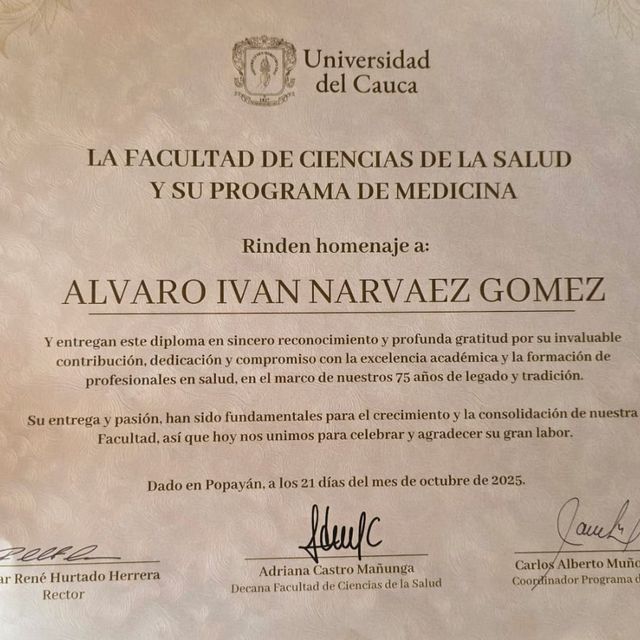 Universidad
del Cauca
LA FACULTAD DE CIENCIAS DE LA SALUD
Y SU PROGRAMA DE MEDICINA
Rinden homenaje a:
ALVARO IVAN NARVAEZ GOMEZ
Y entregan este diploma en sincero reconocimiento y profunda gratitud por su invaluable
contribución, dedicación y compromiso con la excelencia académica y la formación de
profesionales en salud, en el marco de nuestros 75 años de legado y tradición.
Su entrega y pasión, han sido fundamentales para el crecimiento y la consolidación de nuestra
Facultad, así que hoy nos unimos para celebrar y agradecer su gran labor.
Dado en Popayán, a los 21 días del mes de octubre de 2025.
René Hurtado Herrera
Rector
Adriana Castro Mañunga
Decana Facultad de Ciencias de la Salud
Carlos Alberto
Coordinador Programa